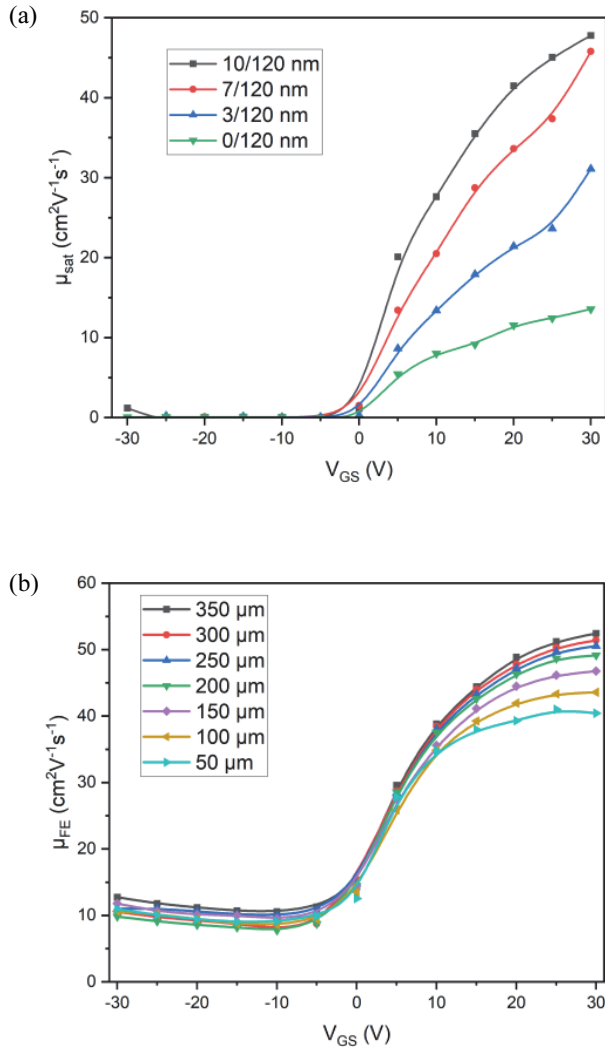 (a)
50
40
30
20
10
0
10/120 nm
7/120 nm
3/120 nm
0/120 nm
μsat (cm²V⁻¹s⁻¹)
-30 -20 -10 0 10 20 30
VGS (V)
(b)
60
50
40
30
20
10
0
350 μm
300 μm
250 μm
200 μm
150 μm
100 μm
50 μm
μFE (cm²V⁻¹s⁻¹)
-30 -20 -10 0 10 20 30
VGS (V)